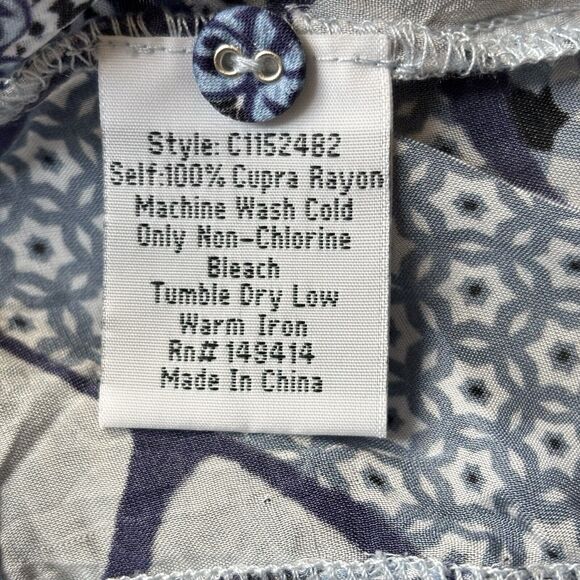 Style: C1152482
Self:100% Cupra Rayon
Machine Wash Cold
Only Non-Chlorine
Bleach
Tumble Dry Low
Warm Iron
Rn# 149414
Made In China